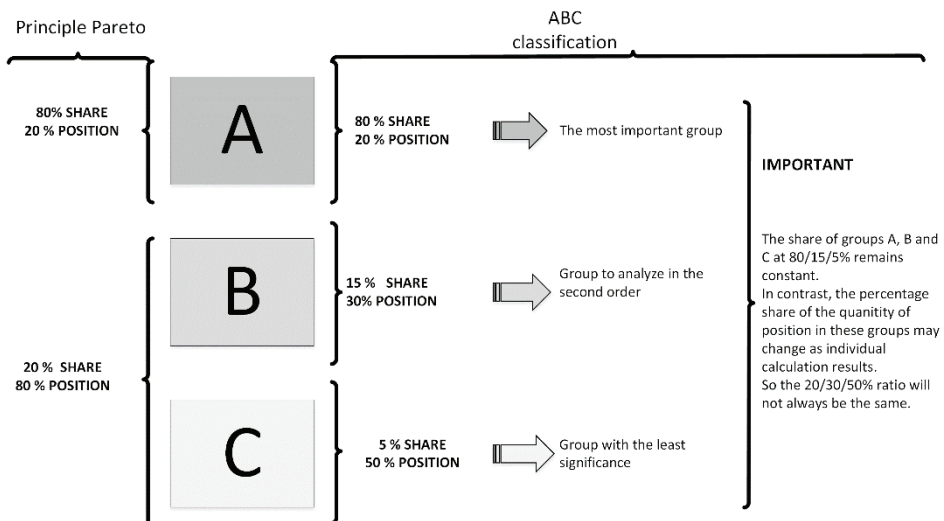 Principle Pareto
ABC
classification
80% SHARE
20 % POSITION
A
80 % SHARE
20 % POSITION
The most important group
20 % SHARE
80 % POSITION
B
15 % SHARE
30% POSITION
Group to analyze in the
second order
C
5 % SHARE
50 % POSITION
Group with the least
significance
IMPORTANT
The share of groups A, B and
C at 80/15/5% remains
constant.
In contrast, the percentage
share of the quanitity of
position in these groups may
change as individual
calculation results.
So the 20/30/50% ratio will
not always be the same.